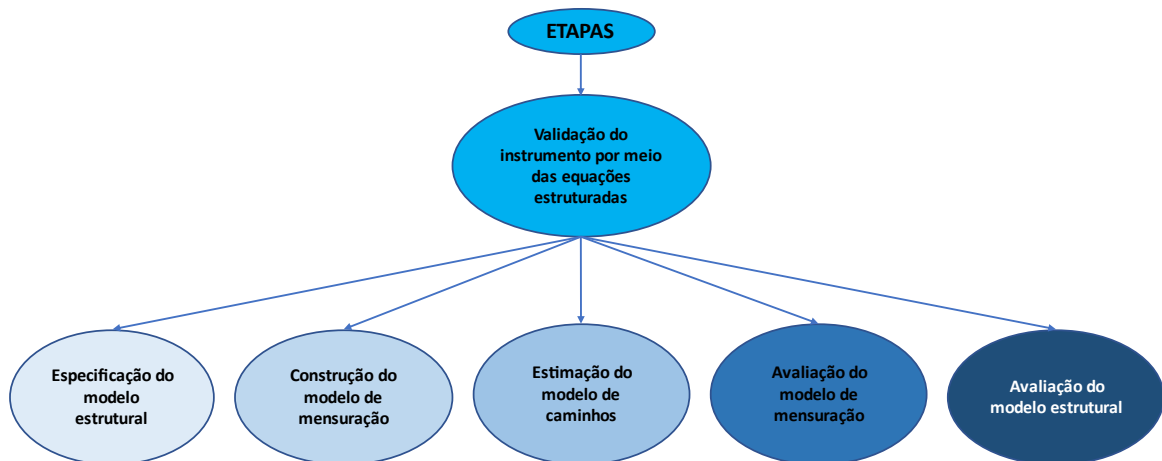 ETAPAS
Validação do
instrumento por meio
das equações
estruturadas
Especificação do
modelo
estrutural
Construção do
modelo de
mensuração
Estimação do
modelo de
caminhos
Avaliação do
modelo de
mensuração
Avaliação do
modelo estrutural